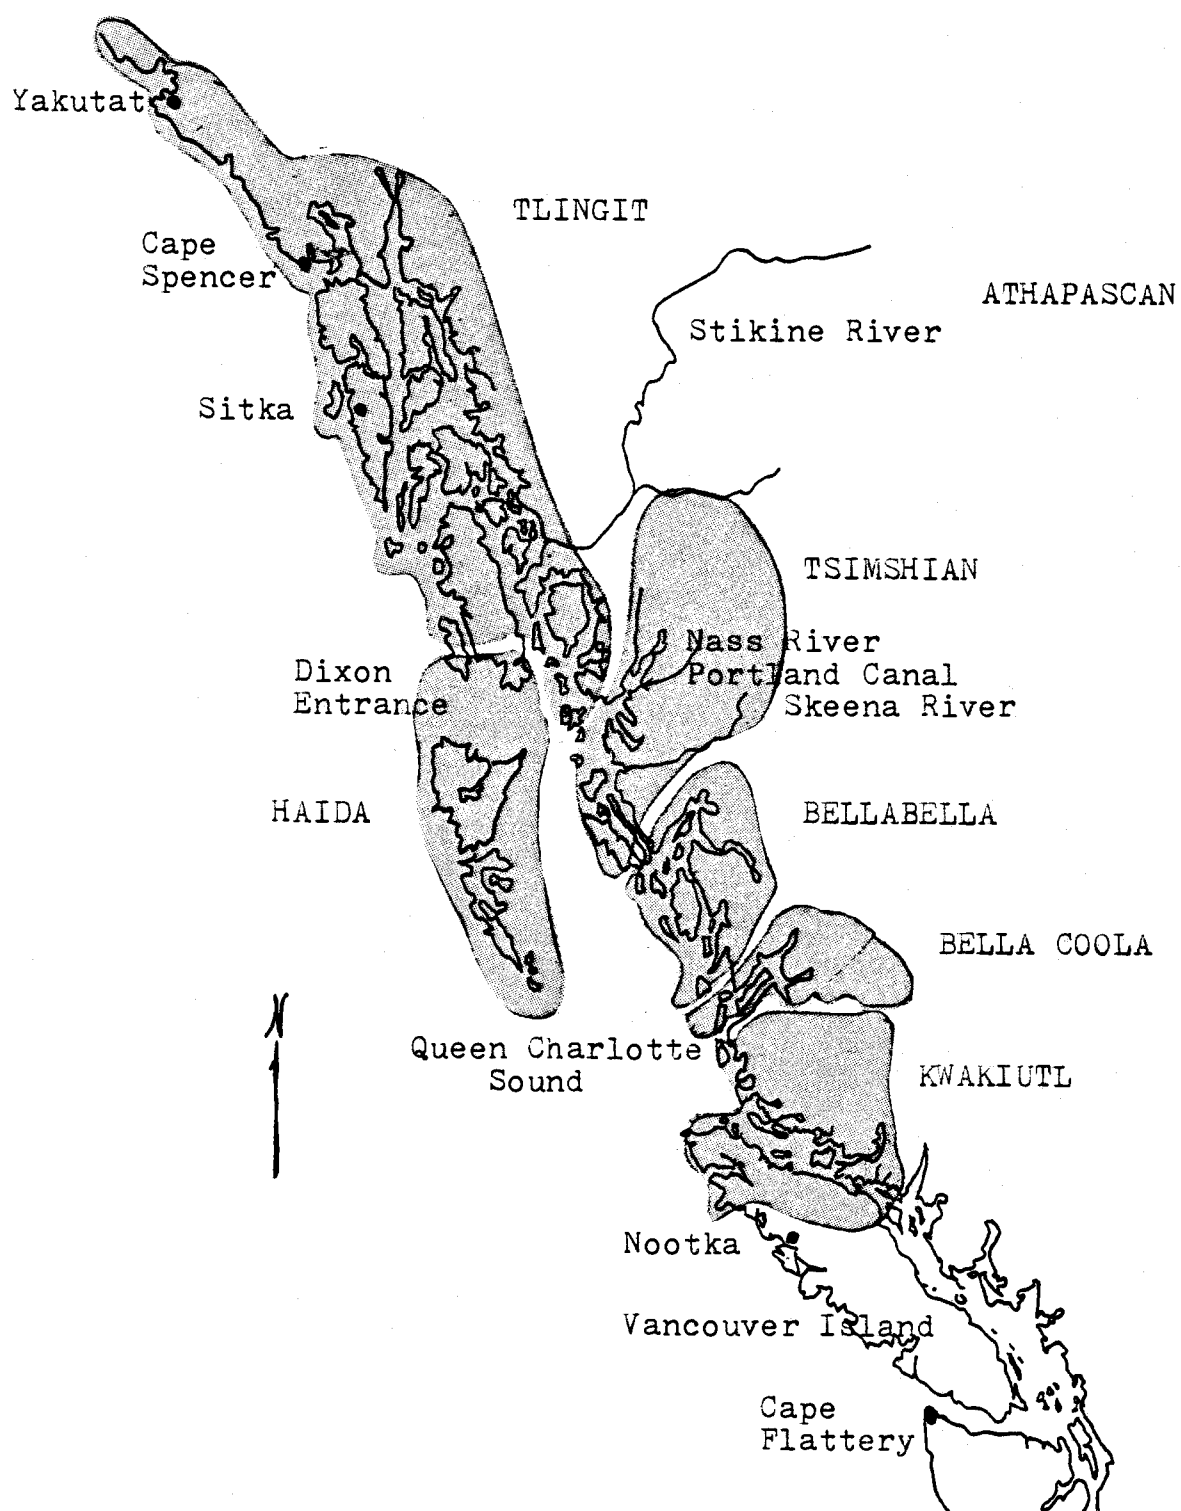 Yakutat
TLINGIT
Cape
Spencer
ATHAPASCAN
Stikine River
Sitka
TSIMSHIAN
Nass River
Dixon
Entrance
Portland Canal
Skeena River
HAIDA
BELLABELLA
BELLA COOLA
N
Queen Charlotte
Sound
KWAKIUTL
Nootka
Vancouver Island
Cape
Flattery